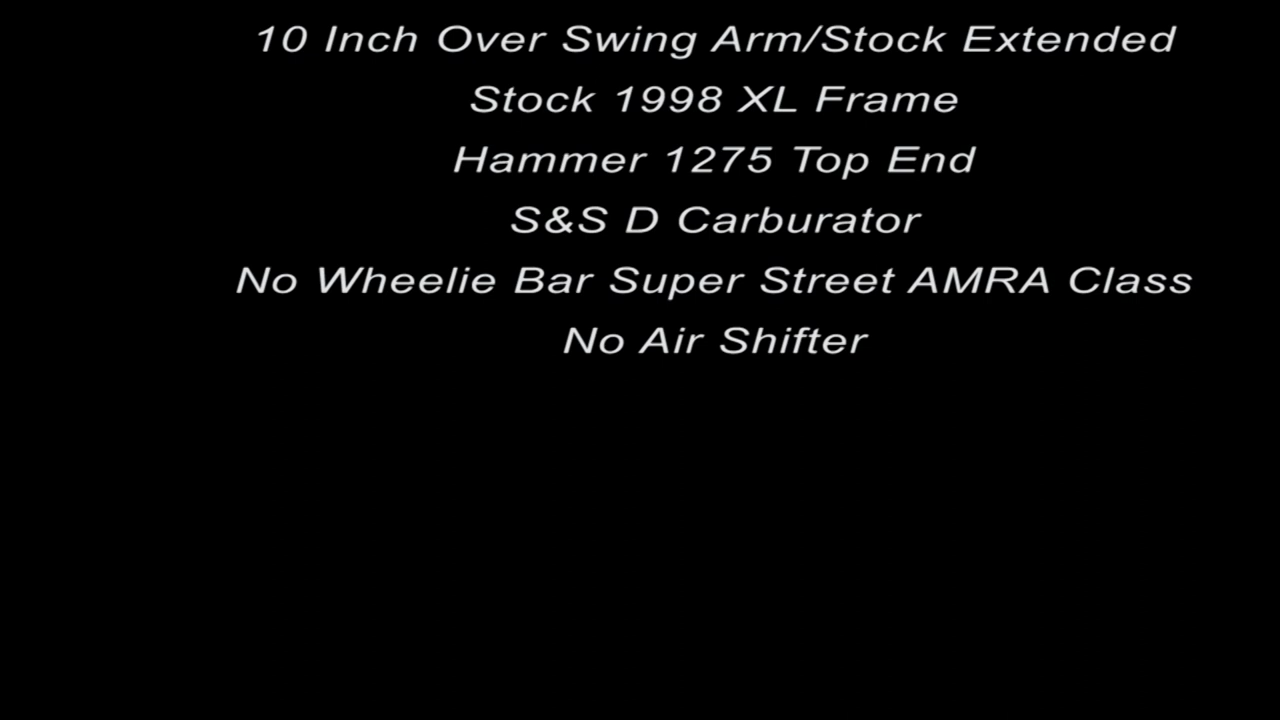 10 Inch Over Swing Arm/Stock Extended
Stock 1998 XL Frame
Hammer 1275 Top End
S&S D Carburator
No Wheelie Bar Super Street AMRA Class
No Air Shifter